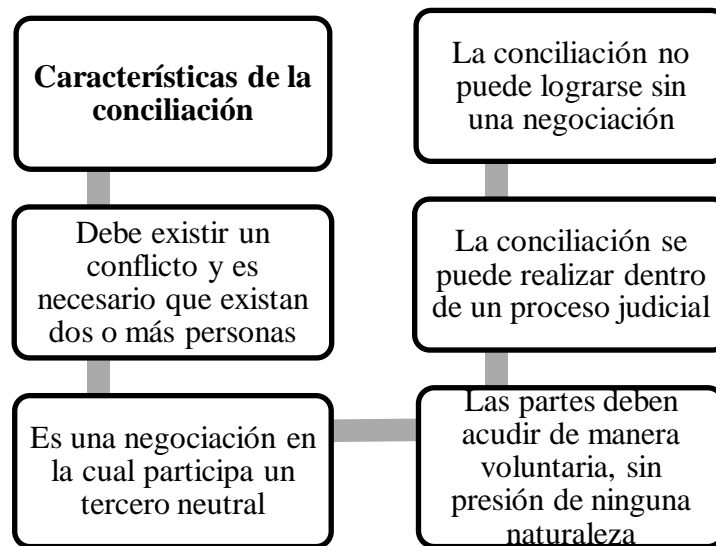 Características de la
conciliación
Debe existir un
conflicto y es
necesario que existan
dos o más personas
Es una negociación en
la cual participa un
tercero neutral
Las partes deben
acudir de manera
voluntaria, sin
presión de ninguna
naturaleza
La conciliación se
puede realizar dentro
de un proceso judicial
La conciliación no
puede lograrse sin
una negociación